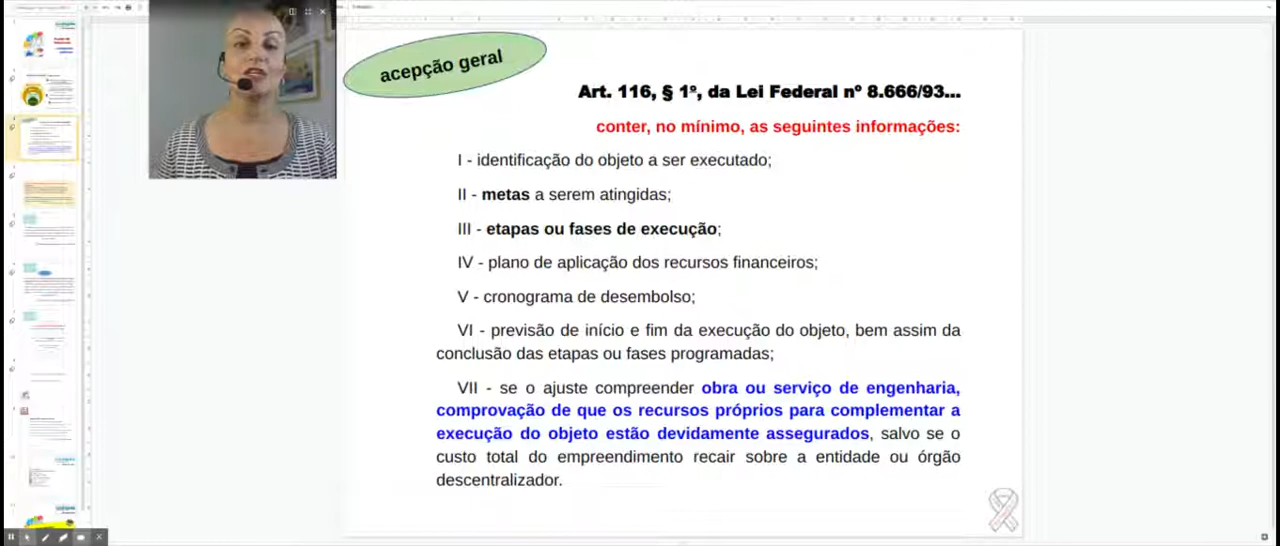 acepção geral
Art. 116, § 1º, da Lei Federal nº 8.666/93...
conter, no mínimo, as seguintes informações:
I - identificação do objeto a ser executado;
II - metas a serem atingidas;
III - etapas ou fases de execução;
IV - plano de aplicação dos recursos financeiros;
V - cronograma de desembolso;
VI - previsão de início e fim da execução do objeto, bem assim da
conclusão das etapas ou fases programadas;
VII - se o ajuste compreender obra ou serviço de engenharia,
comprovação de que os recursos próprios para complementar a
execução do objeto estão devidamente assegurados, salvo se o
custo total do empreendimento recair sobre a entidade ou órgão
descentralizador.